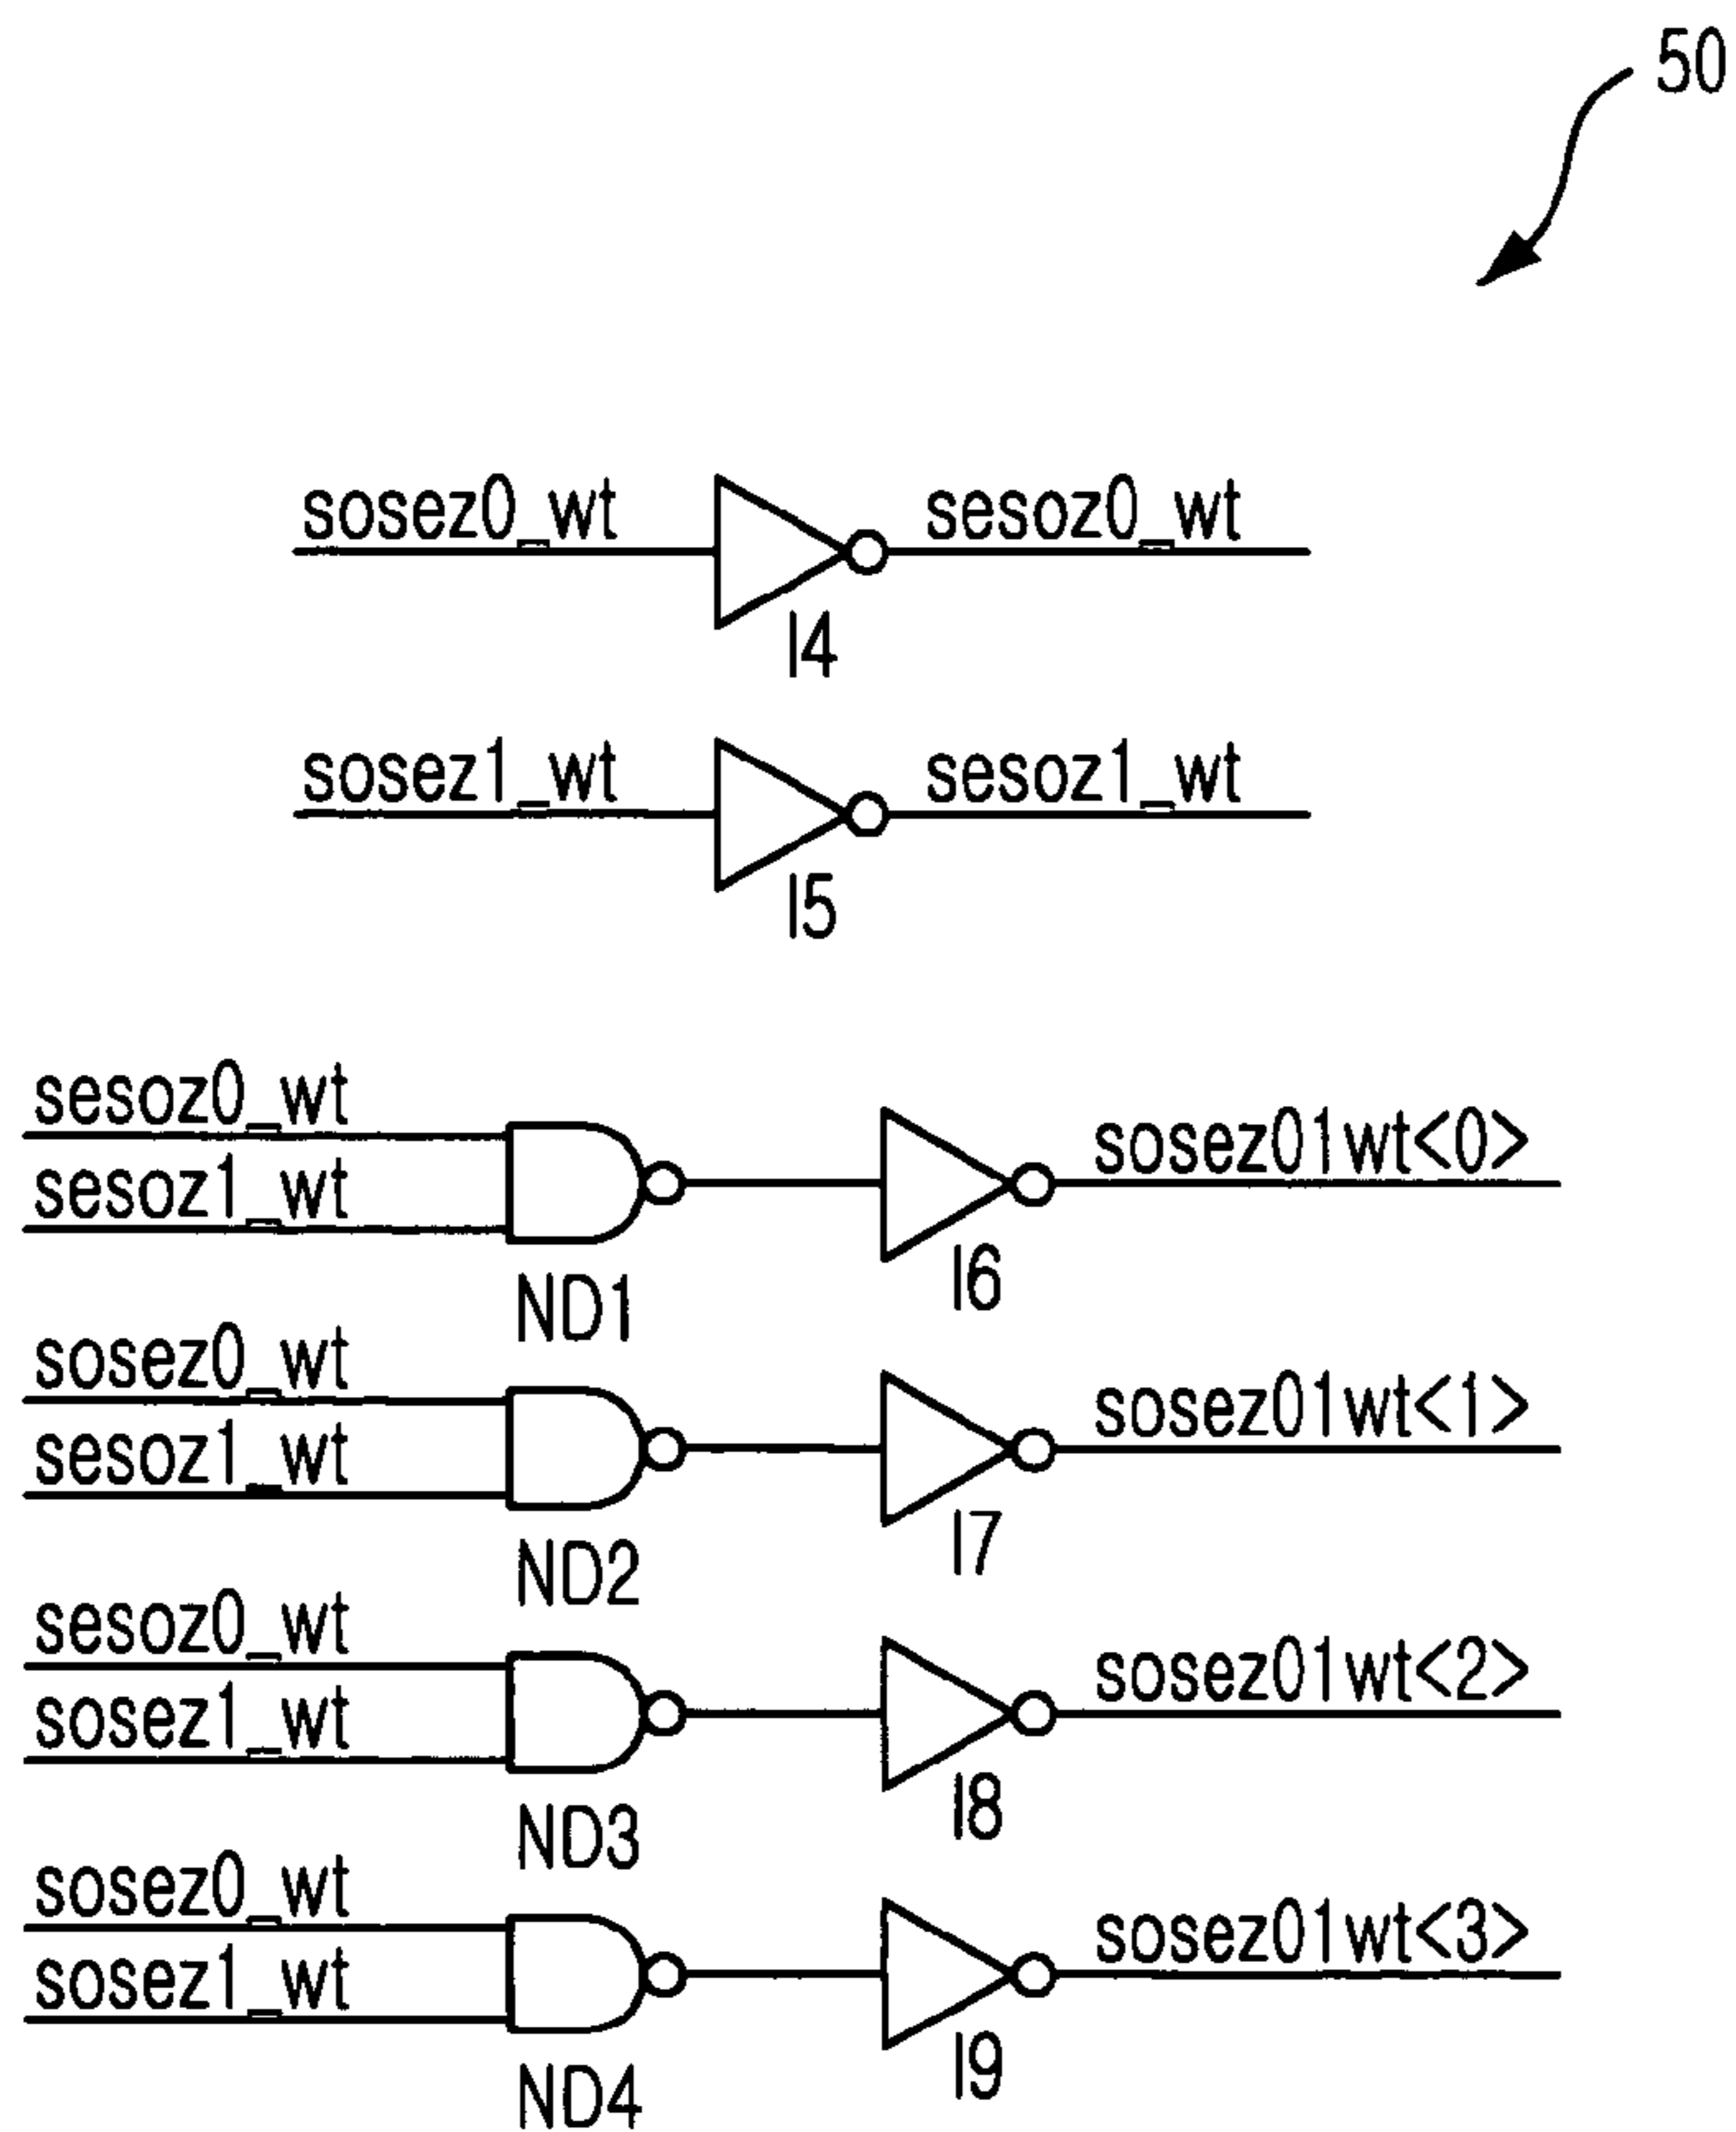 50
sosez0_wt sesoz0_wt
I4
sosez1_wt sesoz1_wt
I5
sesoz0_wt
sesoz1_wt
sosez01wt<0>
ND1
I6
sosez0_wt
sesoz1_wt
sosez01wt<1>
ND2
I7
sesoz0_wt
sosez1_wt
sosez01wt<2>
ND3
I8
sosez0_wt
sosez1_wt
sosez01wt<3>
ND4
I9